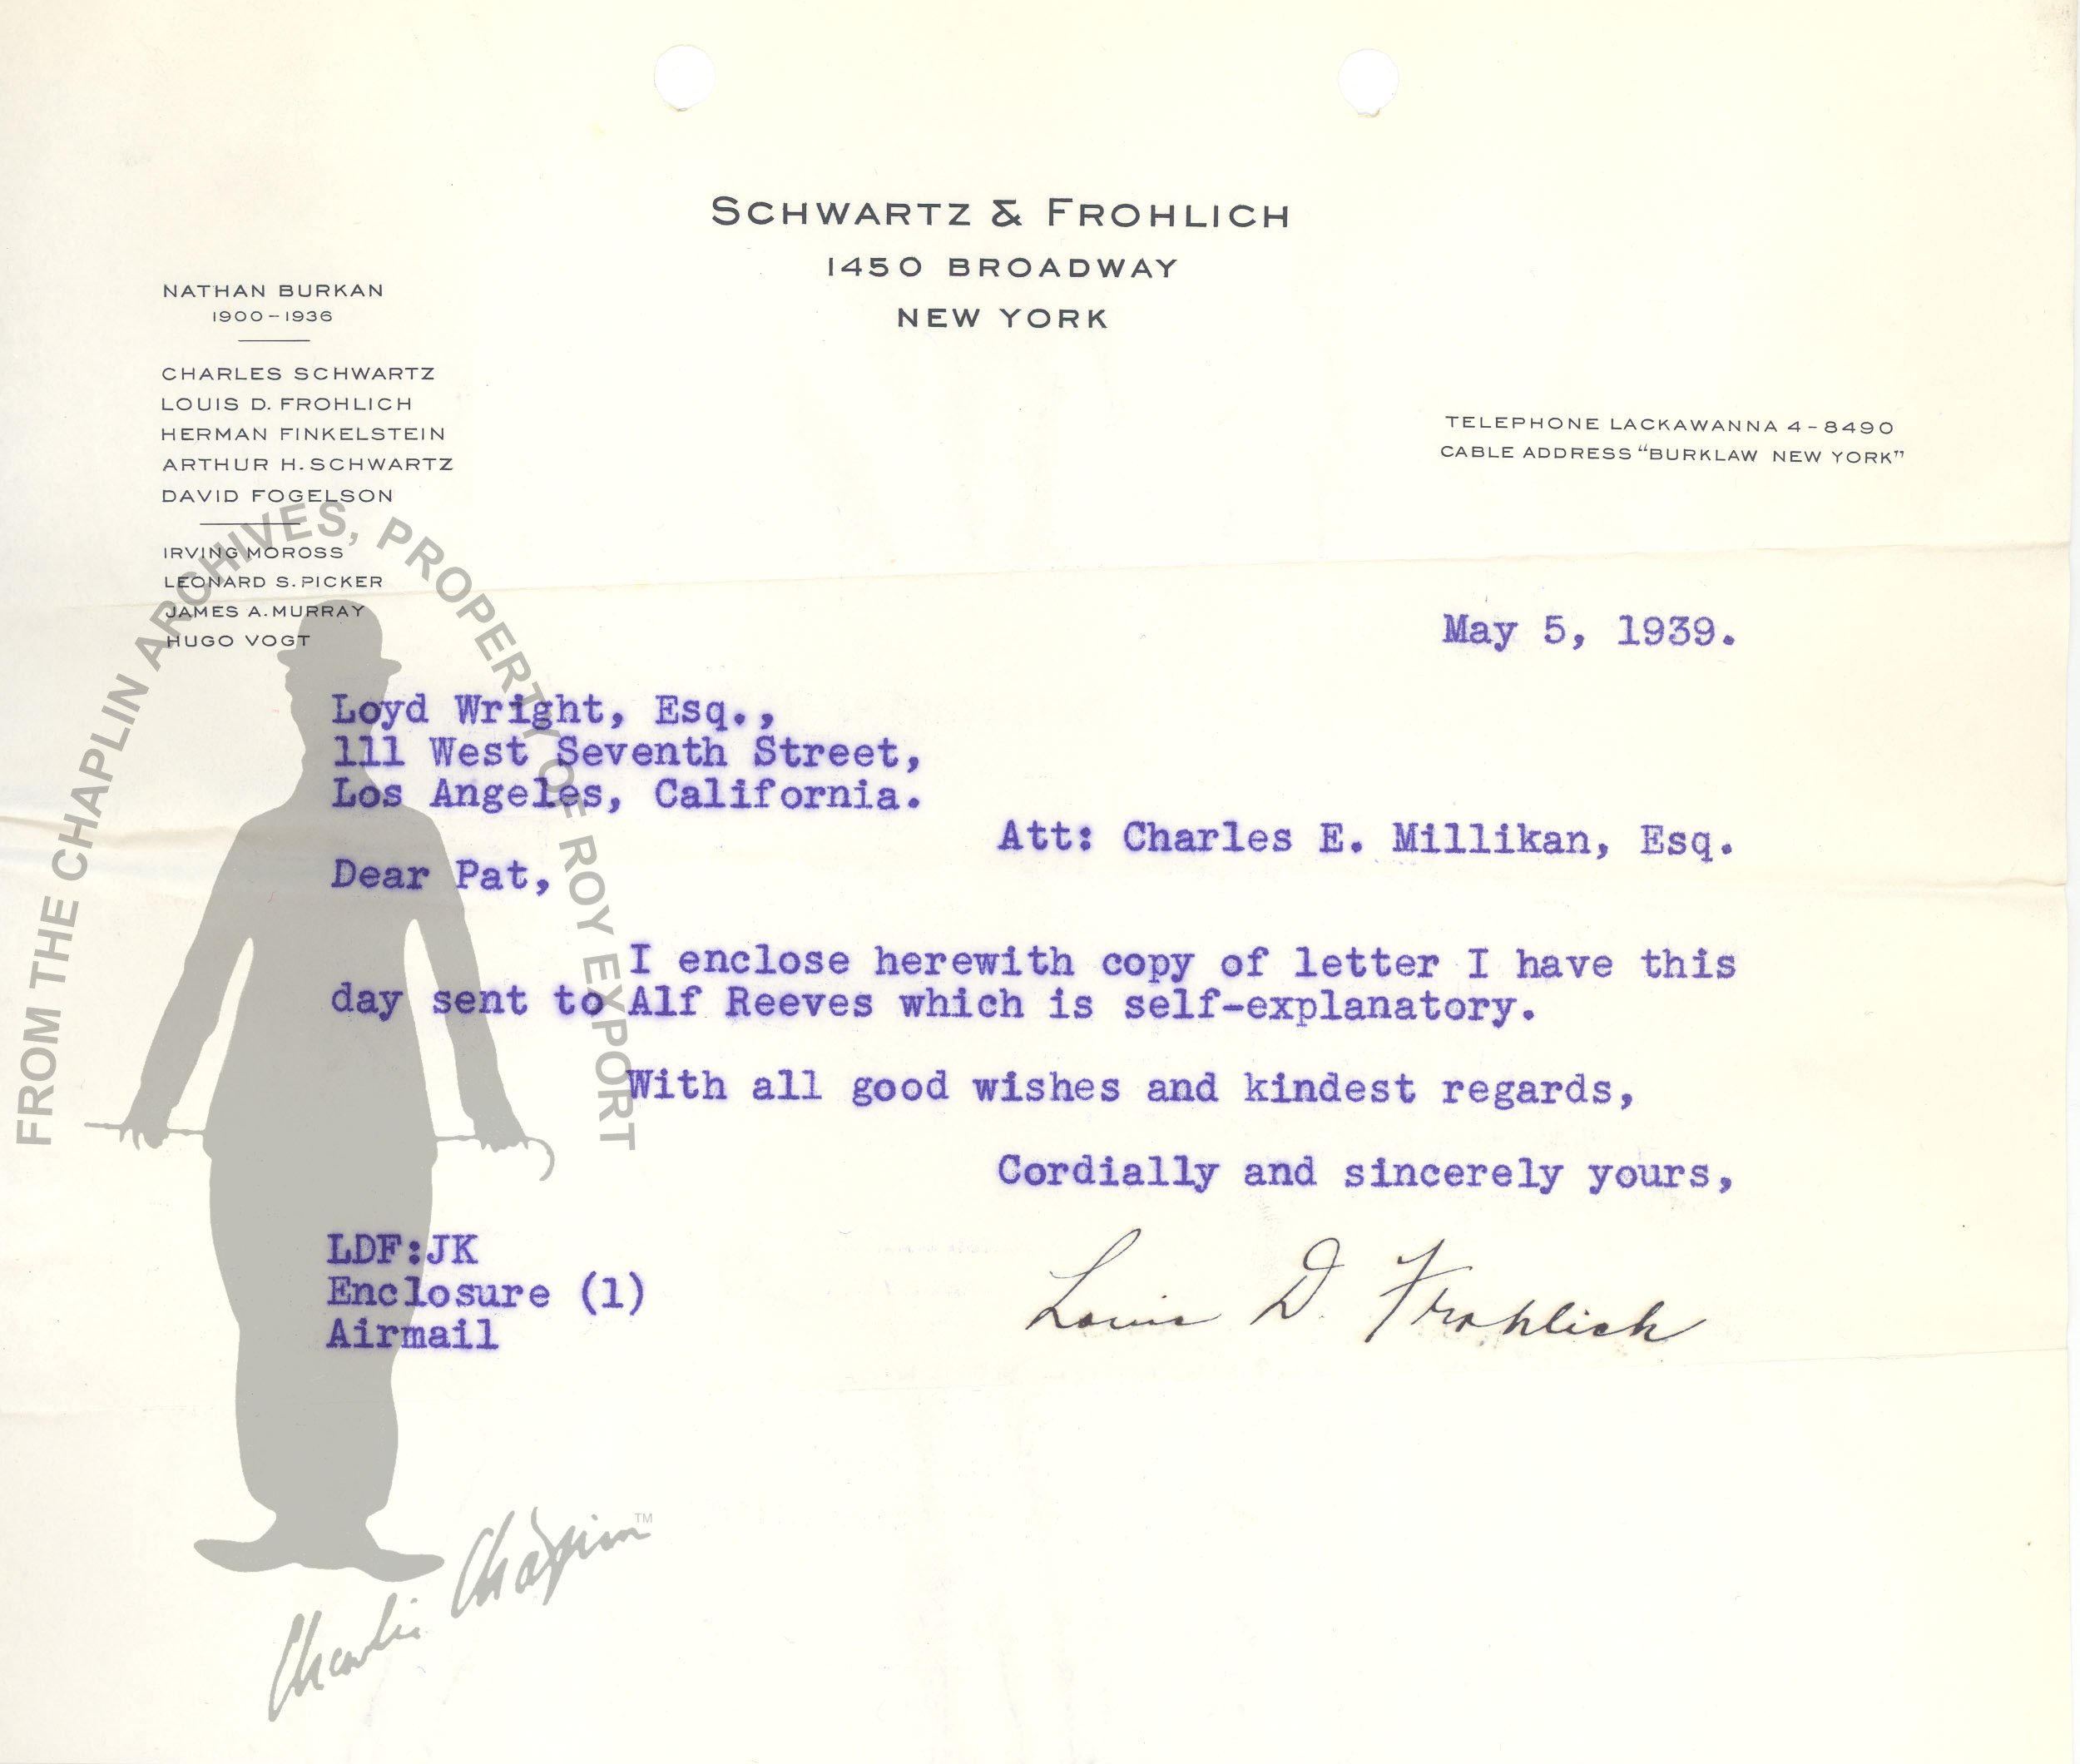 SCHWARTZ & FROHLICH
1450 BROADWAY
NEW YORK
NATHAN BURKAN
1900-1936
CHARLES SCHWARTZ
LOUIS D. FROHLICH
HERMAN FINKELSTEIN
ARTHUR H. SCHWARTZ
DAVID FOGELSON
IRVING MOROSS
LEONARD S. PICKER
JAMES A. MURRAY
HUGO VOGT
TELEPHONE LACKAWANNA 4-8490
CABLE ADDRESS "BURKLAW NEW YORK"
May 5, 1939.
Loyd Wright, Esq.,
111 West Seventh Street,
Los Angeles, California.
Att: Charles E. Millikan, Esq.
Dear Pat,
I enclose herewith copy of letter I have this
day sent to Alf Reeves which is self-explanatory.
With all good wishes and kindest regards,
Cordially and sincerely yours,
Louis D. Frohlich
LDF:JK
Enclosure (1)
Airmail
FROM THE CHAPLIN ARCHIVES, PROPERTY OF ROY EXPORT
Charlie Chaplin™